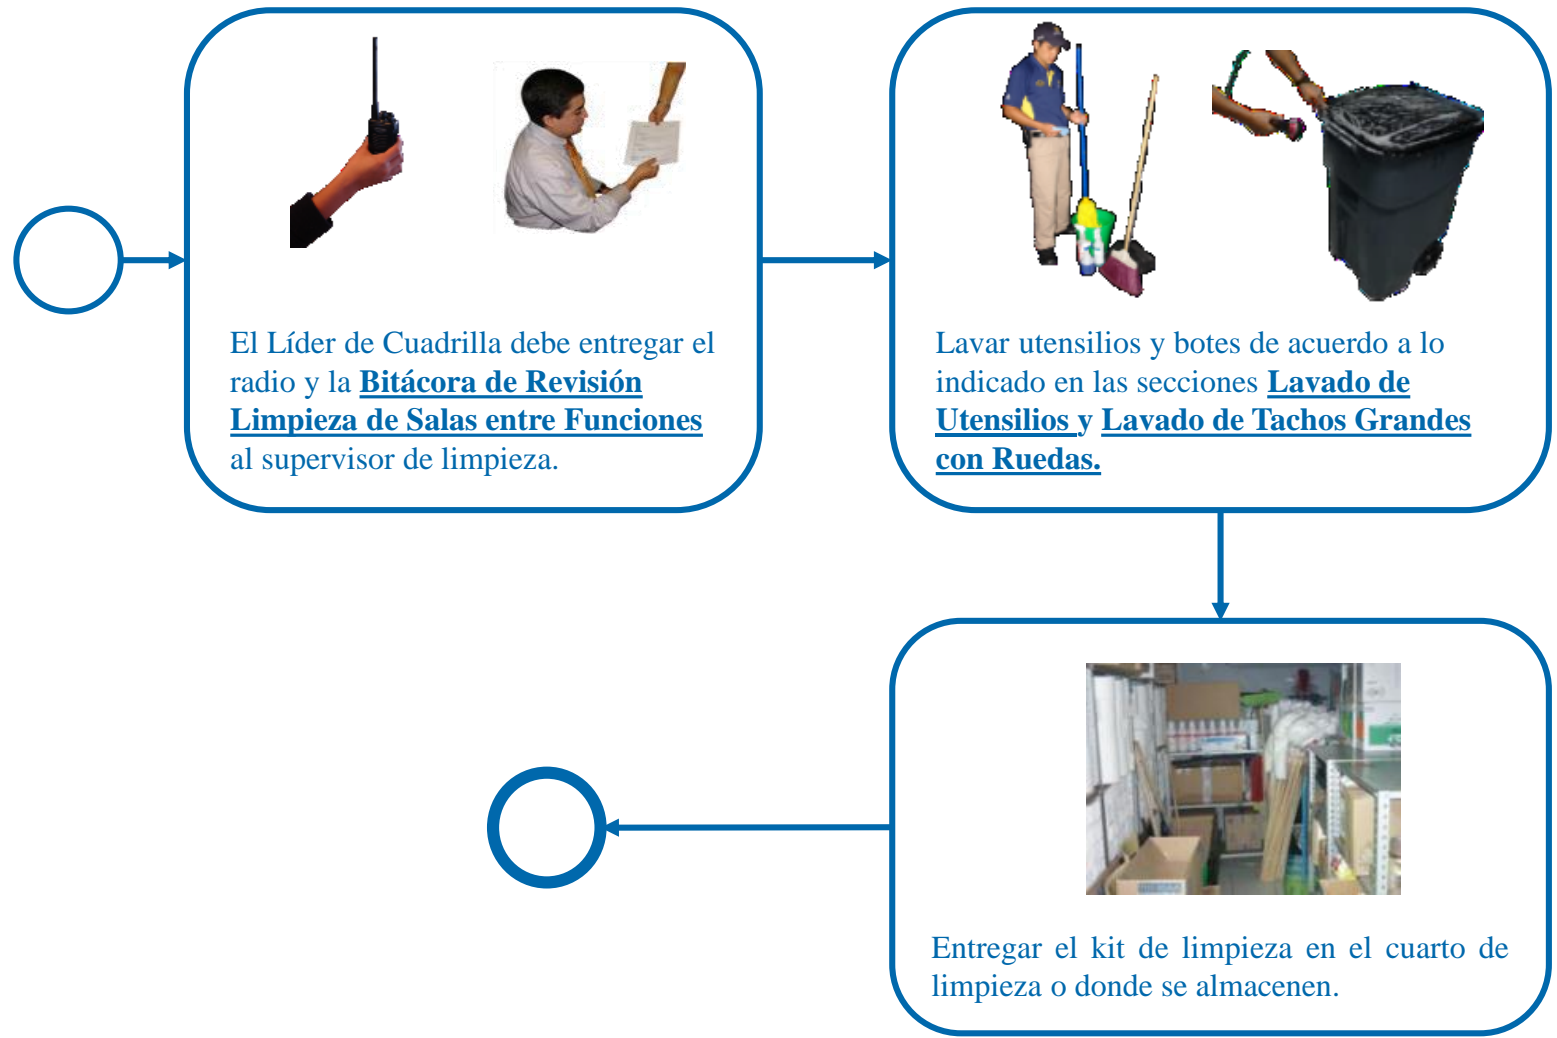 El Líder de Cuadrilla debe entregar el
radio y la Bitácora de Revisión
Limpieza de Salas entre Funciones
al supervisor de limpieza.
Lavar utensilios y botes de acuerdo a lo
indicado en las secciones Lavado de
Utensilios y Lavado de Tachos Grandes
con Ruedas.
Entregar el kit de limpieza en el cuarto de
limpieza o donde se almacenen.